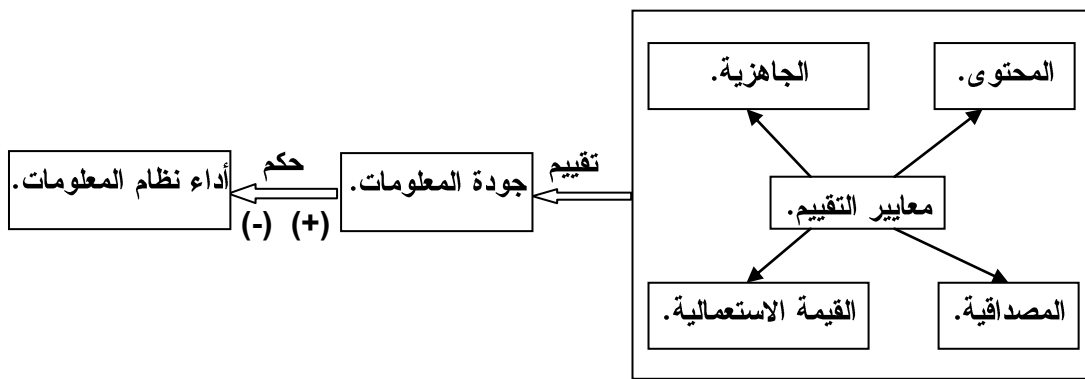 المحتوى.
الجاهزية.
معايير التقييم.
المصداقية.
القيمة الاستعمالية.
تقييم
جودة المعلومات.
حكم
(+) (-)
أداء نظام المعلومات.